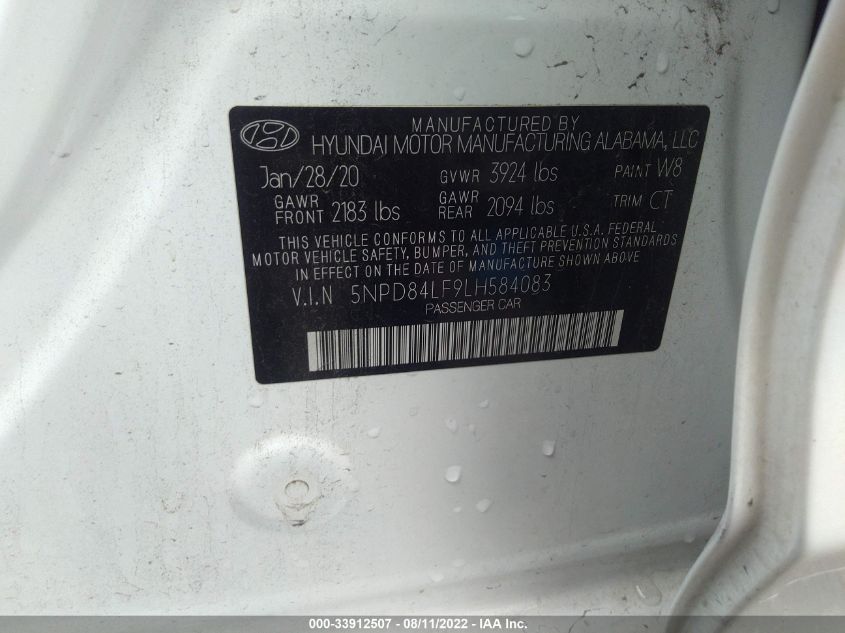 MANUFACTURED BY
HYUNDAI MOTOR MANUFACTURING ALABAMA, LLC
Jan/28/20 GVWR 3924 lbs PAINT W8
GAWR FRONT 2183 lbs GAWR REAR 2094 lbs TRIM CT
THIS VEHICLE CONFORMS TO ALL APPLICABLE U.S.A. FEDERAL
MOTOR VEHICLE SAFETY, BUMPER, AND THEFT PREVENTION STANDARDS
IN EFFECT ON THE DATE OF MANUFACTURE SHOWN ABOVE
V.I.N 5NPD84LF9LH584083
PASSENGER CAR
000-33912507 - 08/11/2022 - IAA Inc.